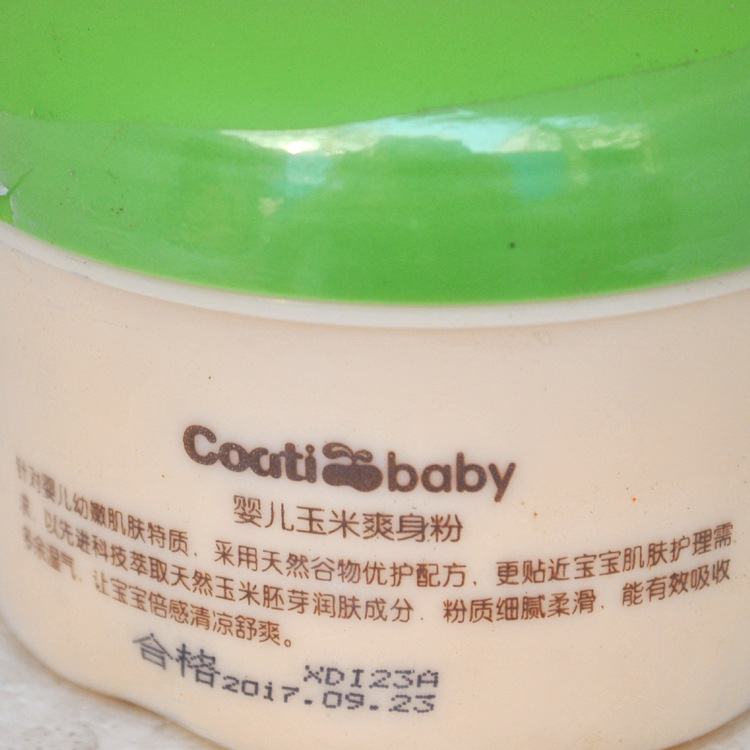 Coati baby
婴儿玉米爽身粉
针对婴儿幼嫩肌肤特质，采用天然谷物优护配方，更贴近宝宝肌肤护理需
求，以先进科技萃取天然玉米胚芽润肤成分，粉质细腻柔滑，能有效吸收
多余湿气，让宝宝倍感清凉舒爽。
合格 XDI23A
2017.09.23